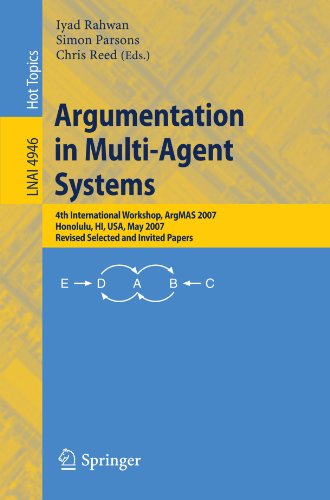 Iyad Rahwan
Simon Parsons
Chris Reed (Eds.)
LNAI 4946
Hot Topics
Argumentation
in Multi-Agent
Systems
4th International Workshop, ArgMAS 2007
Honolulu, HI, USA, May 2007
Revised Selected and Invited Papers
E D A B C
Springer